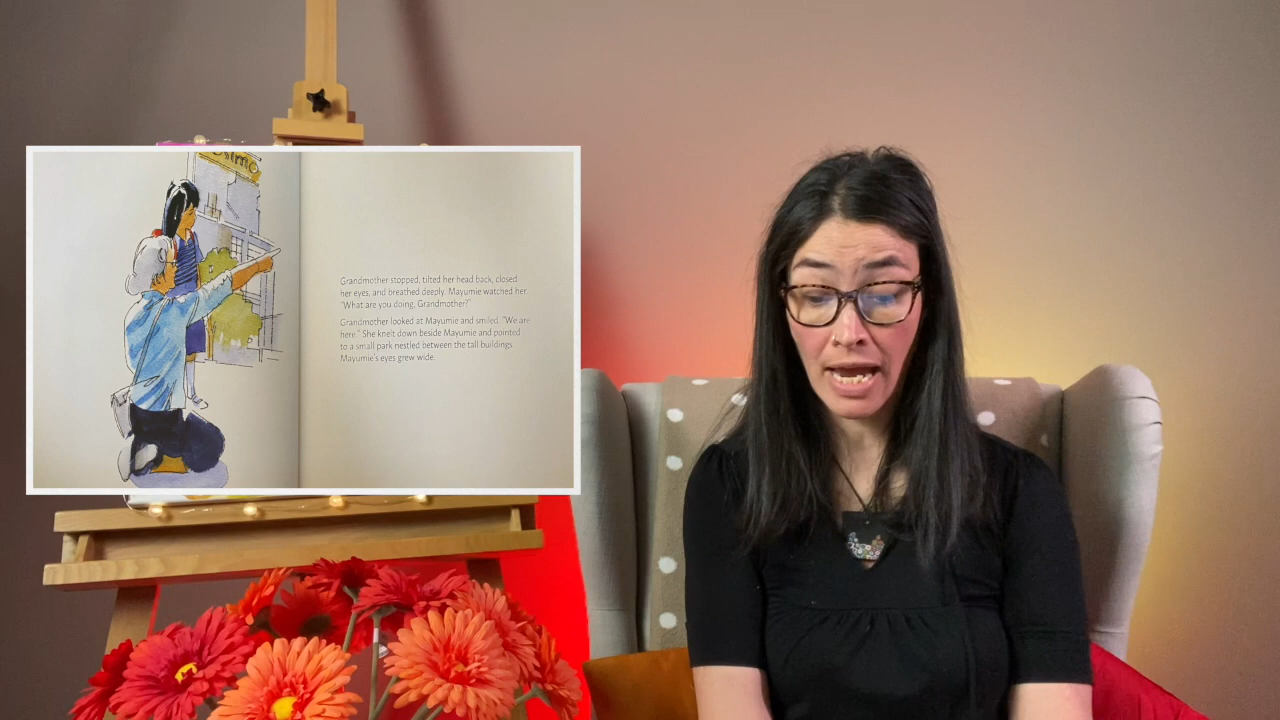 Grandmother stopped, tilted her head back, closed
her eyes, and breathed deeply. Mayumie watched her.
"What are you doing, Grandmother?"
Grandmother looked at Mayumie and smiled. "We are
here." She knelt down beside Mayumie and pointed
to a small park nestled between the tall buildings.
Mayumie's eyes grew wide.